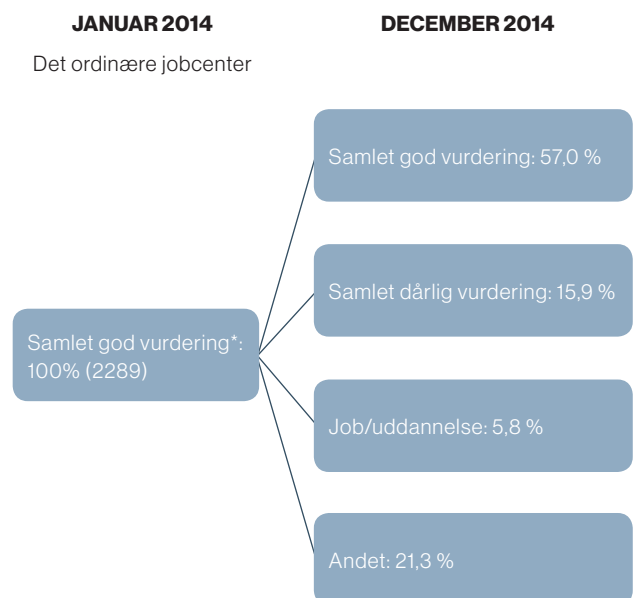 JANUAR 2014
DECEMBER 2014
Det ordinære jobcenter
Samlet god vurdering*:
100% (2289)
Samlet god vurdering: 57,0 %
Samlet dårlig vurdering: 15,9 %
Job/uddannelse: 5,8 %
Andet: 21,3 %